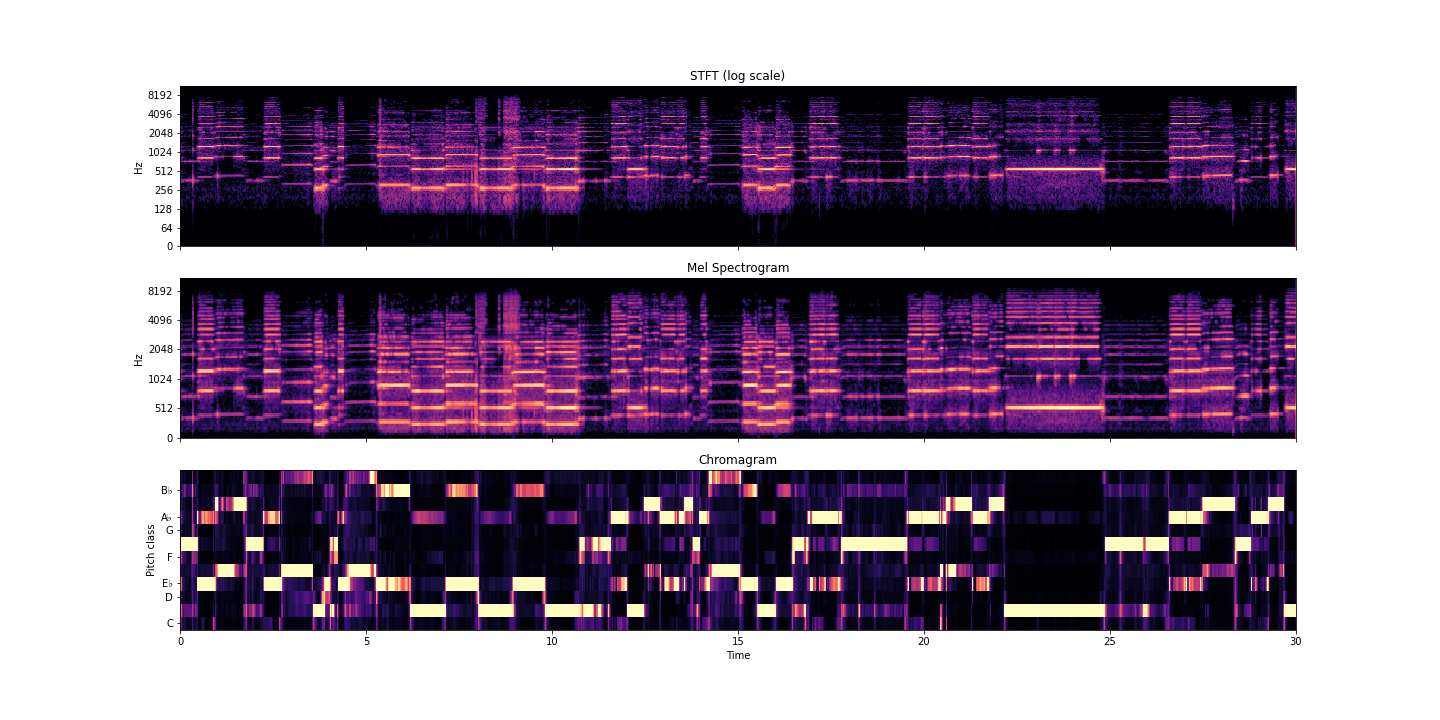 STFT (log scale)
8192
4096
2048
1024
512
256
128
64
0
Hz
Mel Spectrogram
8192
4096
2048
1024
512
0
Hz
Chromagram
B♭
A♭
G
F
E♭
D
C
Pitch class
0 5 10 15 20 25 30
Time